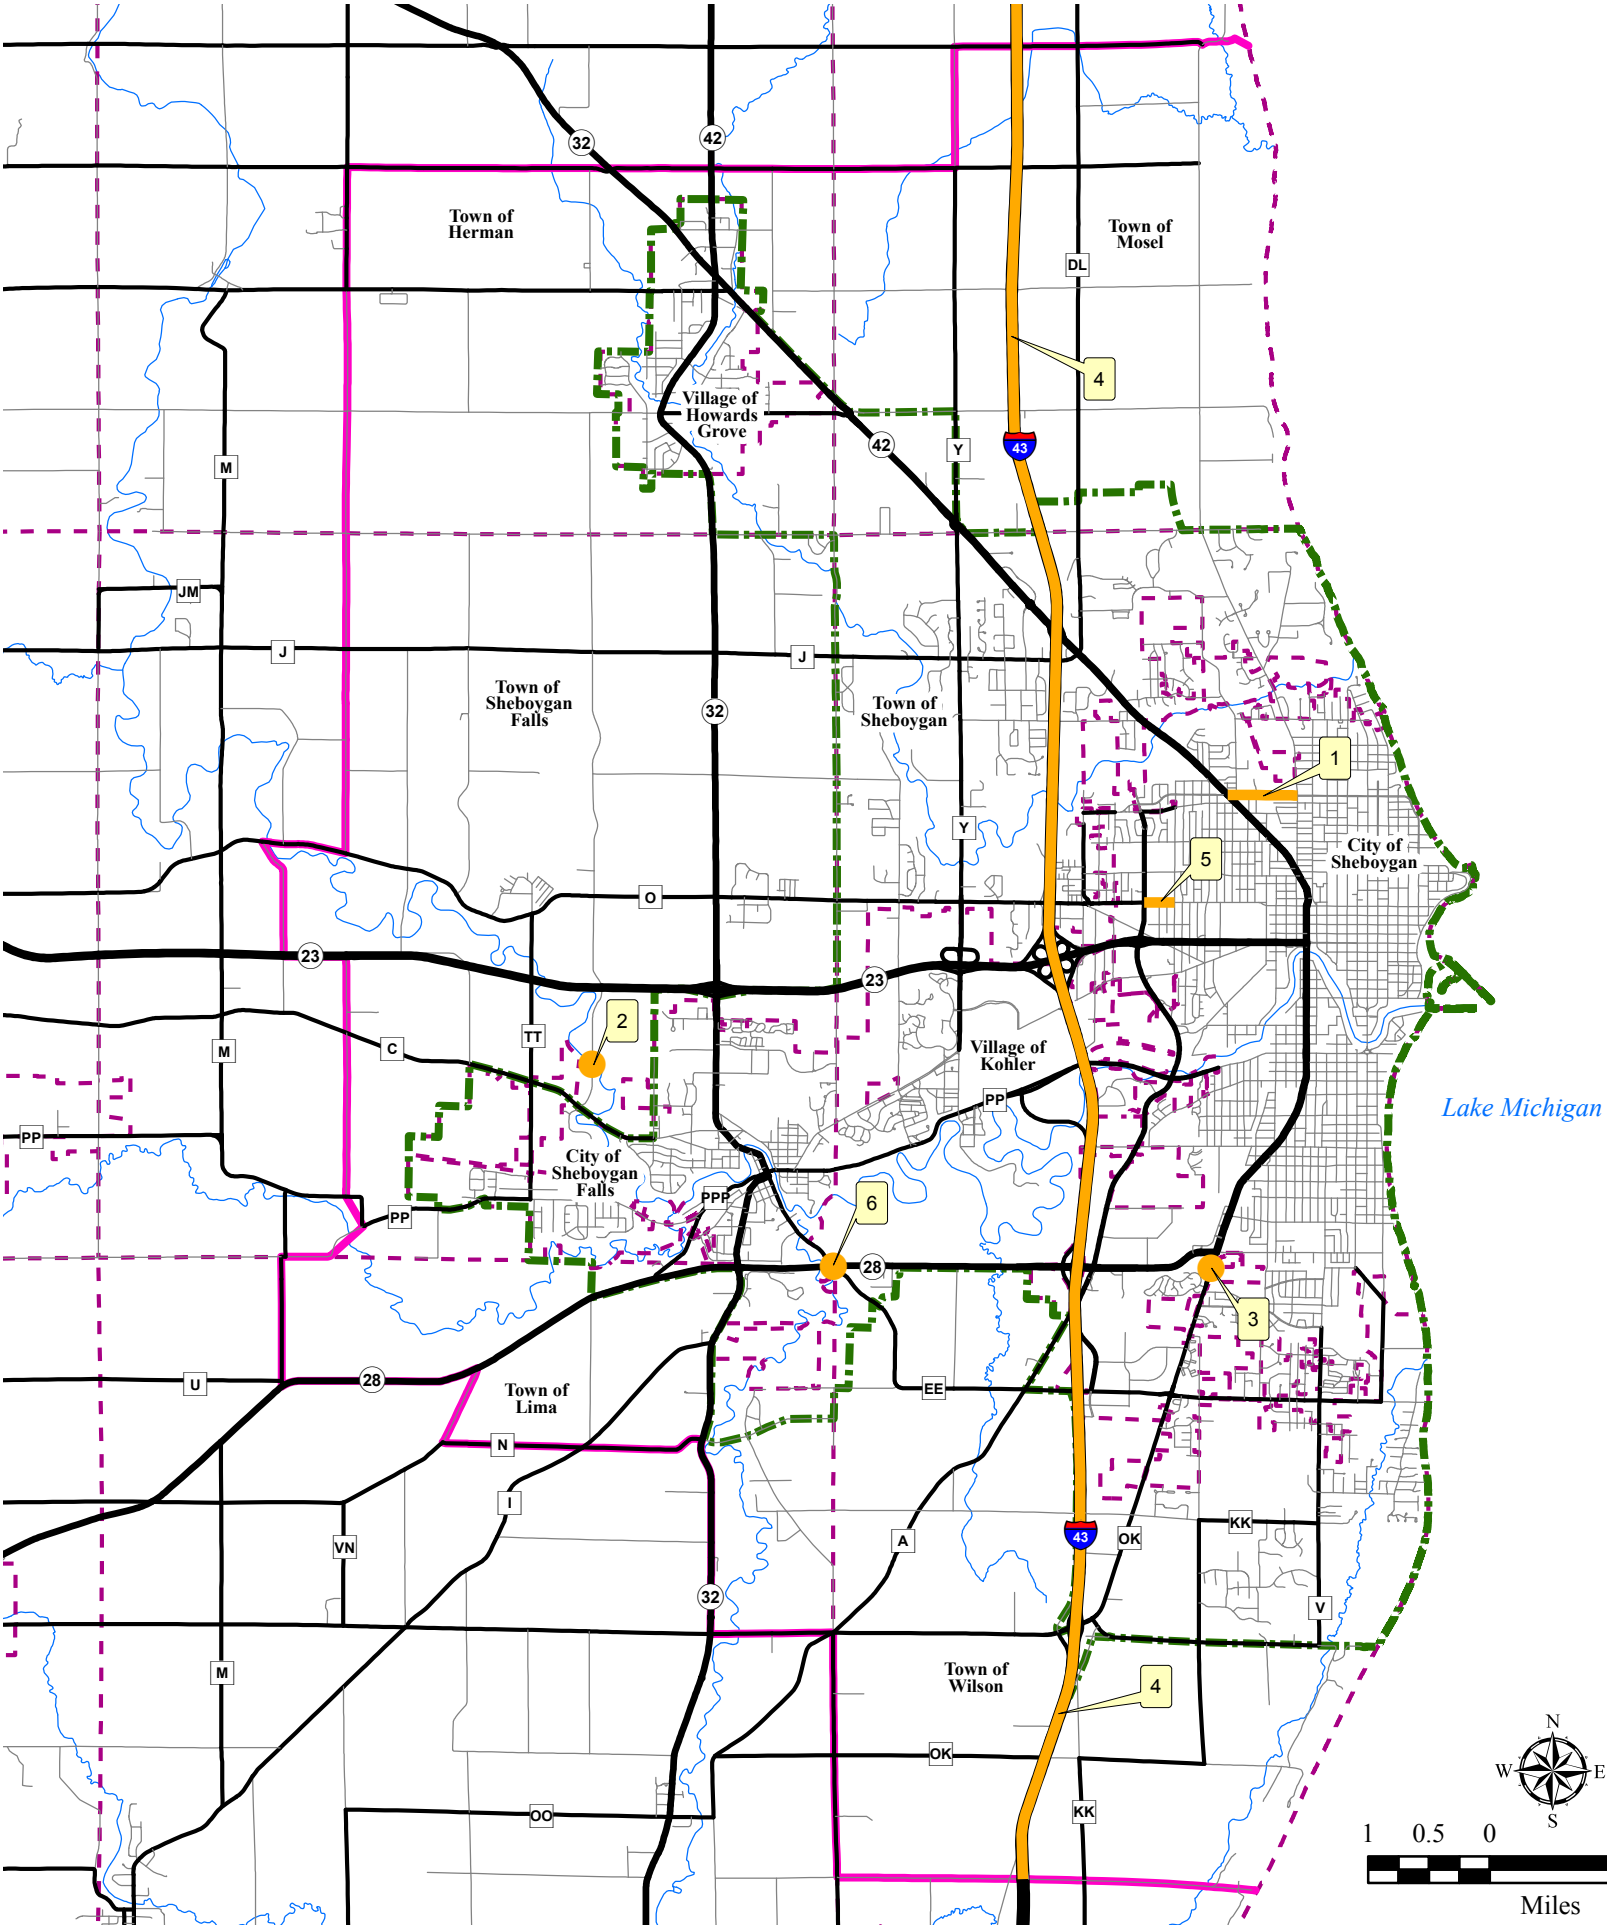 32
42
Town of
Herman
Town of
Mosel
DL
4
Village of
Howards
Grove
42
Y
43
M
JM
J
J
Town of
Sheboygan
Falls
32
Town of
Sheboygan
1
Y
5
City of
Sheboygan
O
23
23
2
TT
M
C
Village of
Kohler
PP
Lake Michigan
PP
City of
Sheboygan
Falls
PPP
PP
6
28
3
U
28
Town of
Lima
EE
N
I
VN
A
43
OK
KK
32
V
M
Town of
Wilson
4
OK
OO
KK
N
W
E
S
1 0.5 0
Miles